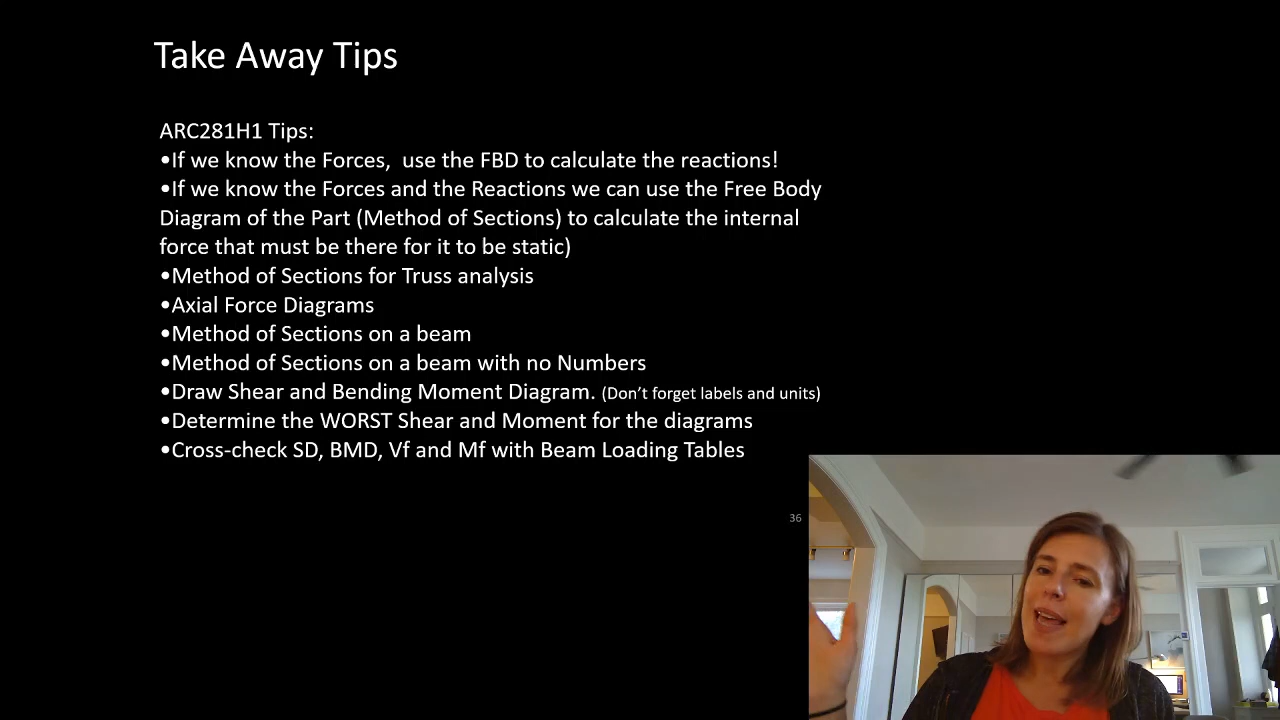 Take Away Tips
ARC281H1 Tips:
•If we know the Forces,  use the FBD to calculate the reactions!
•If we know the Forces and the Reactions we can use the Free Body
Diagram of the Part (Method of Sections) to calculate the internal
force that must be there for it to be static)
•Method of Sections for Truss analysis
•Axial Force Diagrams
•Method of Sections on a beam
•Method of Sections on a beam with no Numbers
•Draw Shear and Bending Moment Diagram. (Don’t forget labels and units)
•Determine the WORST Shear and Moment for the diagrams
•Cross-check SD, BMD, Vf and Mf with Beam Loading Tables
36